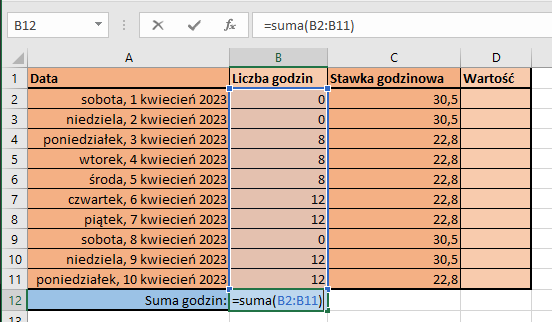 B12 fx =suma(B2:B11)
A B C D
1 Data Liczba godzin Stawka godzinowa Wartość
2 sobota, 1 kwiecień 2023 0 30,5
3 niedziela, 2 kwiecień 2023 0 30,5
4 poniedziałek, 3 kwiecień 2023 8 22,8
5 wtorek, 4 kwiecień 2023 8 22,8
6 środa, 5 kwiecień 2023 8 22,8
7 czwartek, 6 kwiecień 2023 12 22,8
8 piątek, 7 kwiecień 2023 12 22,8
9 sobota, 8 kwiecień 2023 0 30,5
10 niedziela, 9 kwiecień 2023 12 30,5
11 poniedziałek, 10 kwiecień 2023 12 22,8
12 Suma godzin: =suma(B2:B11)
13